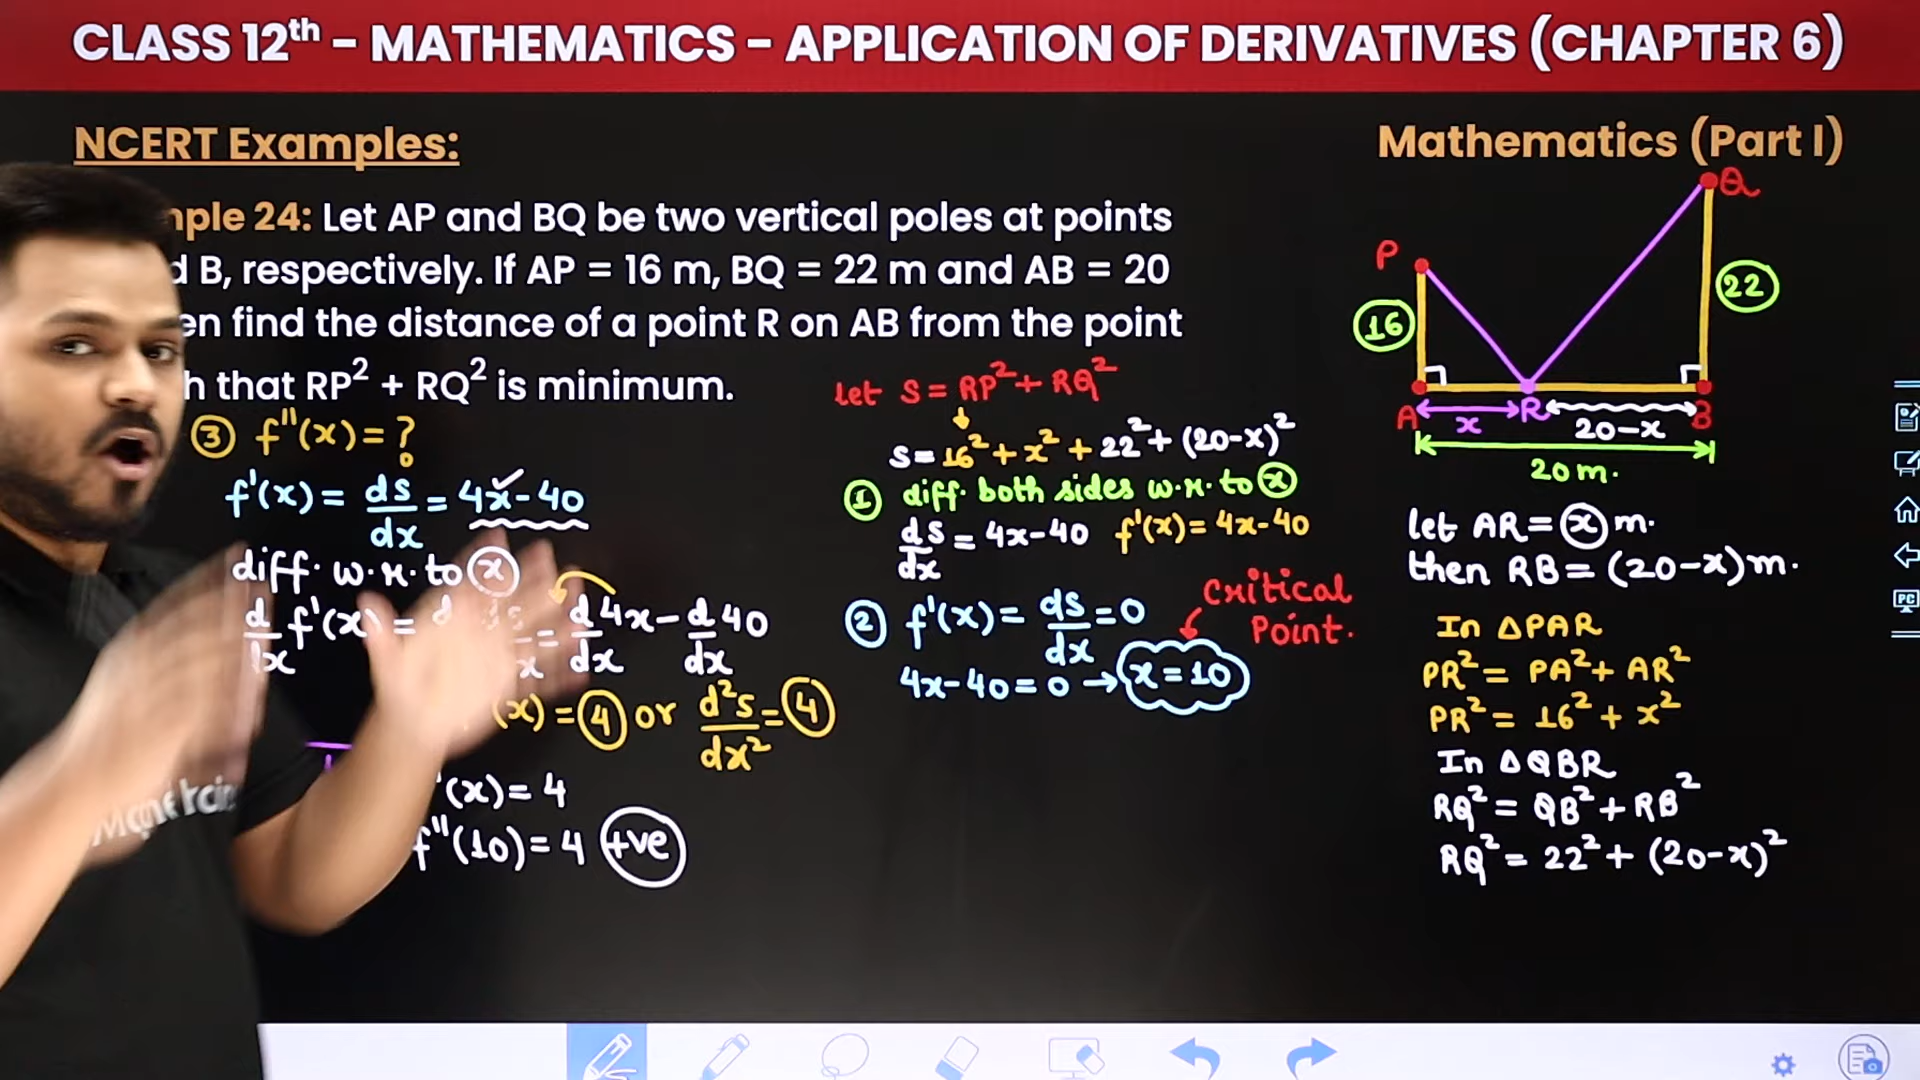 CLASS 12th - MATHEMATICS - APPLICATION OF DERIVATIVES (CHAPTER 6)
NCERT Examples:
Mathematics (Part I)
24: Let AP and BQ be two vertical poles at points
B, respectively. If AP = 16 m, BQ = 22 m and AB = 20
find the distance of a point R on AB from the point
that RP² + RQ² is minimum.
③ f"(x) = ?
f'(x) = ds/dx = 4x-40
diff. w.r. to x
d/dx f'(x) = = d/dx 4x - d/dx 40
(x) = 4 or d²s/dx² = 4
(x) = 4
f"(10) = 4 +ve
let S = RP² + RQ²
S = 16² + x² + 22² + (20-x)²
① diff. both sides w.r. to x
ds/dx = 4x-40 f'(x) = 4x-40
② f'(x) = ds/dx = 0
Critical
Point.
4x-40 = 0 → x = 10
Q
P
16
22
A
x
R
20-x
B
20m.
let AR = x m.
then RB = (20-x)m.
In △PAR
PR² = PA² + AR²
PR² = 16² + x²
In △QBR
RQ² = QB² + RB²
RQ² = 22² + (20-x)²
PC